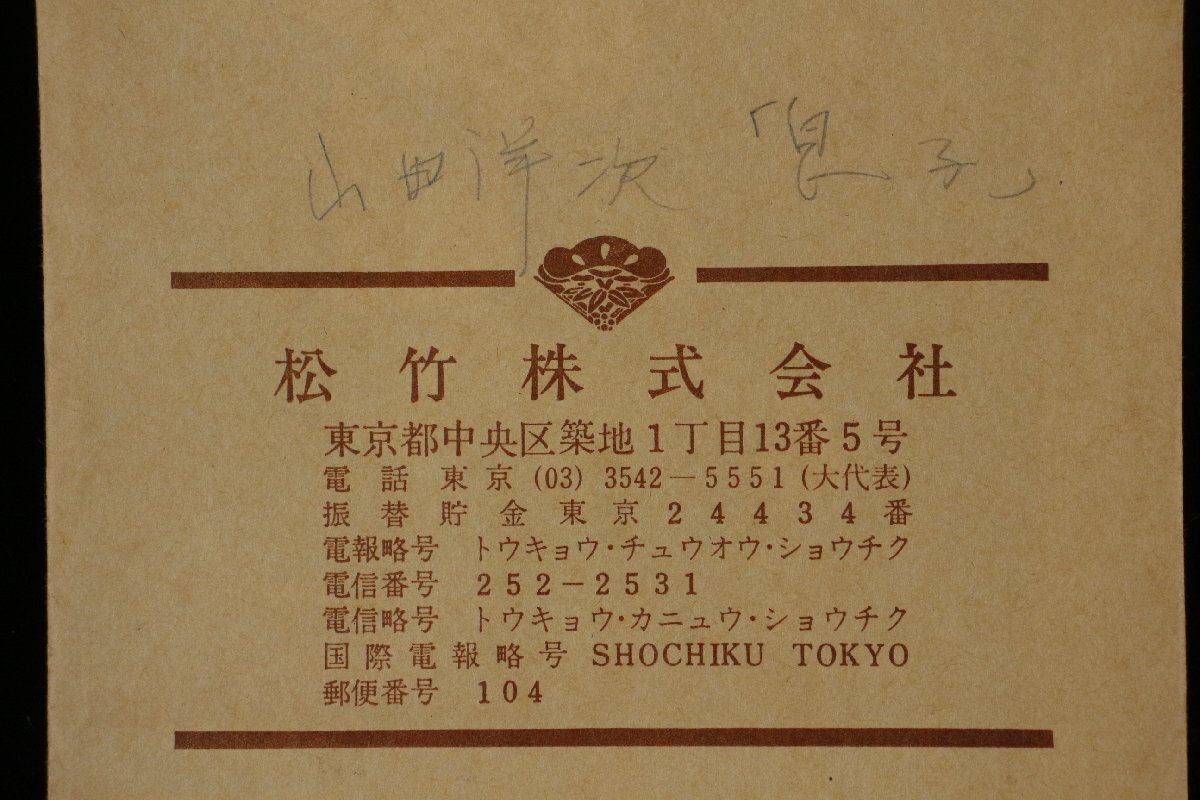 山田洋次 「息子」
松竹株式会社
東京都中央区築地1丁目13番5号
電話 東京 (03) 3542-5551 (大代表)
振替貯金東京24434番
電報略号 トウキョウ・チュウオウ・ショウチク
電信番号 252-2531
電信略号 トウキョウ・カニュウ・ショウチク
国際電報略号 SHOCHIKU TOKYO
郵便番号 104